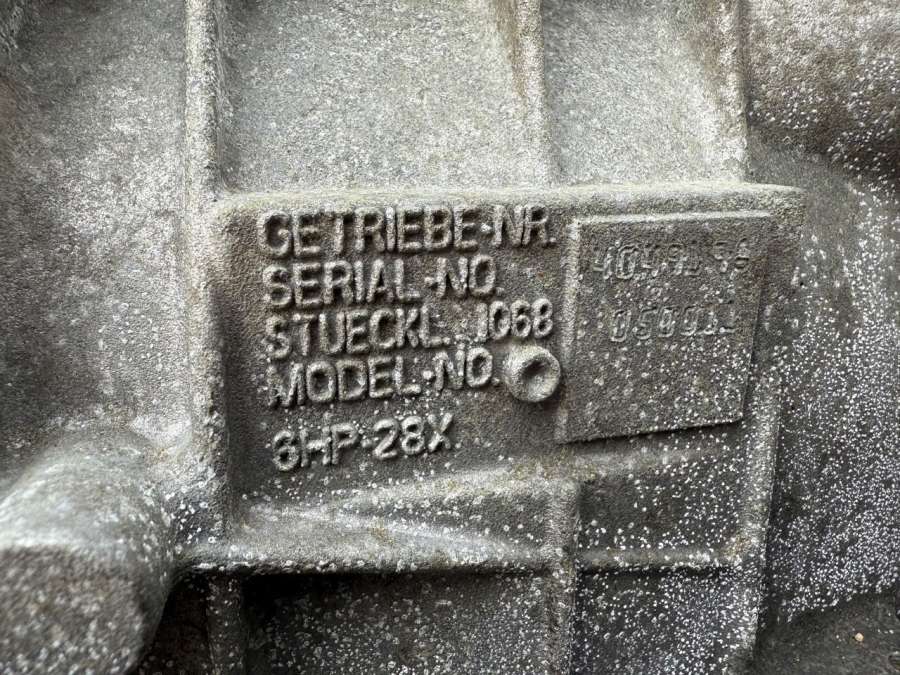 GETRIEBE-NR.
SERIAL-NO.
STUECKL. 1068
MODEL-NO.
6HP-28X